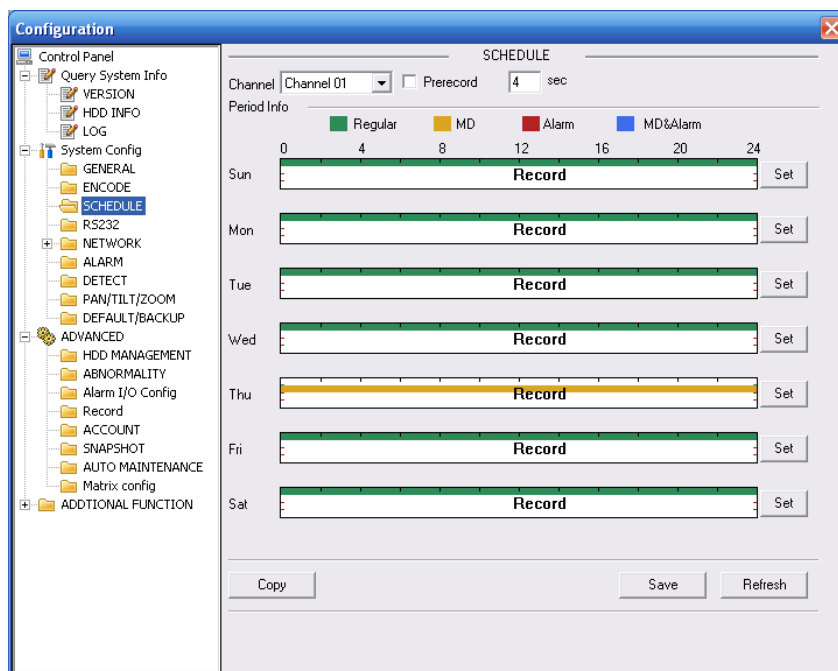 Configuration
Control Panel
Query System Info
VERSION
HDD INFO
LOG
System Config
GENERAL
ENCODE
SCHEDULE
RS232
NETWORK
ALARM
DETECT
PAN/TILT/ZOOM
DEFAULT/BACKUP
ADVANCED
HDD MANAGEMENT
ABNORMALITY
Alarm I/O Config
Record
ACCOUNT
SNAPSHOT
AUTO MAINTENANCE
Matrix config
ADDTIONAL FUNCTION
SCHEDULE
Channel Channel 01 Prerecord 4 sec
Period Info
Regular MD Alarm MD&Alarm
0 4 8 12 16 20 24
Sun Record Set
Mon Record Set
Tue Record Set
Wed Record Set
Thu Record Set
Fri Record Set
Sat Record Set
Copy Save Refresh